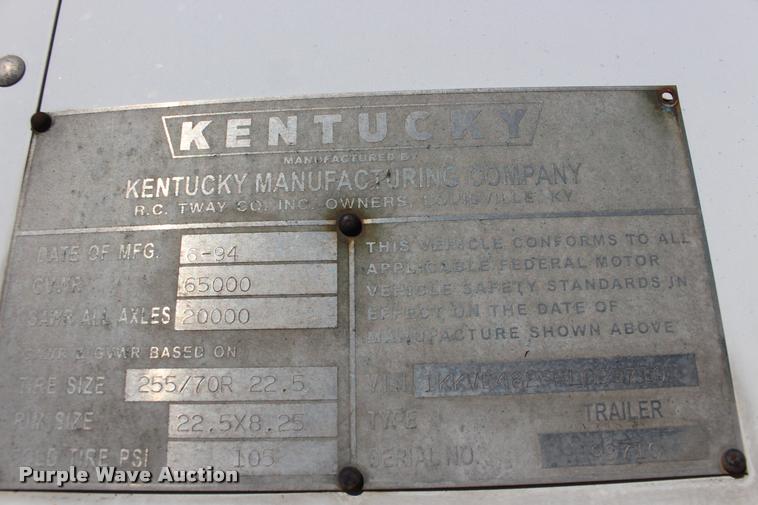 KENTUCKY
MANUFACTURED BY
KENTUCKY MANUFACTURING COMPANY
R.C. TWAY CO. INC. OWNERS, LOUISVILLE KY.
DATE OF MFG. 6-94
GVWR 65000
GAWR ALL AXLES 20000
GAWR & GVWR BASED ON
TIRE SIZE 255/70R 22.5
RIM SIZE 22.5X8.25
COLD TIRE PSI 105
THIS VEHICLE CONFORMS TO ALL
APPLICABLE FEDERAL MOTOR
VEHICLE SAFETY STANDARDS IN
EFFECT ON THE DATE OF
MANUFACTURE SHOWN ABOVE
VIN
TYPE TRAILER
SERIAL NO.
Purple Wave Auction